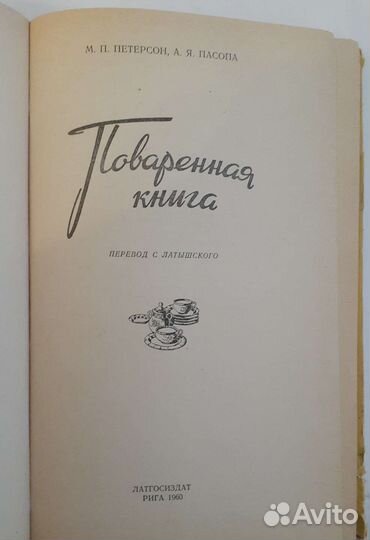 М. П. ПЕТЕРСОН, А. Я. ПАСОПА
Поваренная
книга
ПЕРЕВОД С ЛАТЫШСКОГО
ЛАТГОСИЗДАТ
РИГА 1960
Avito